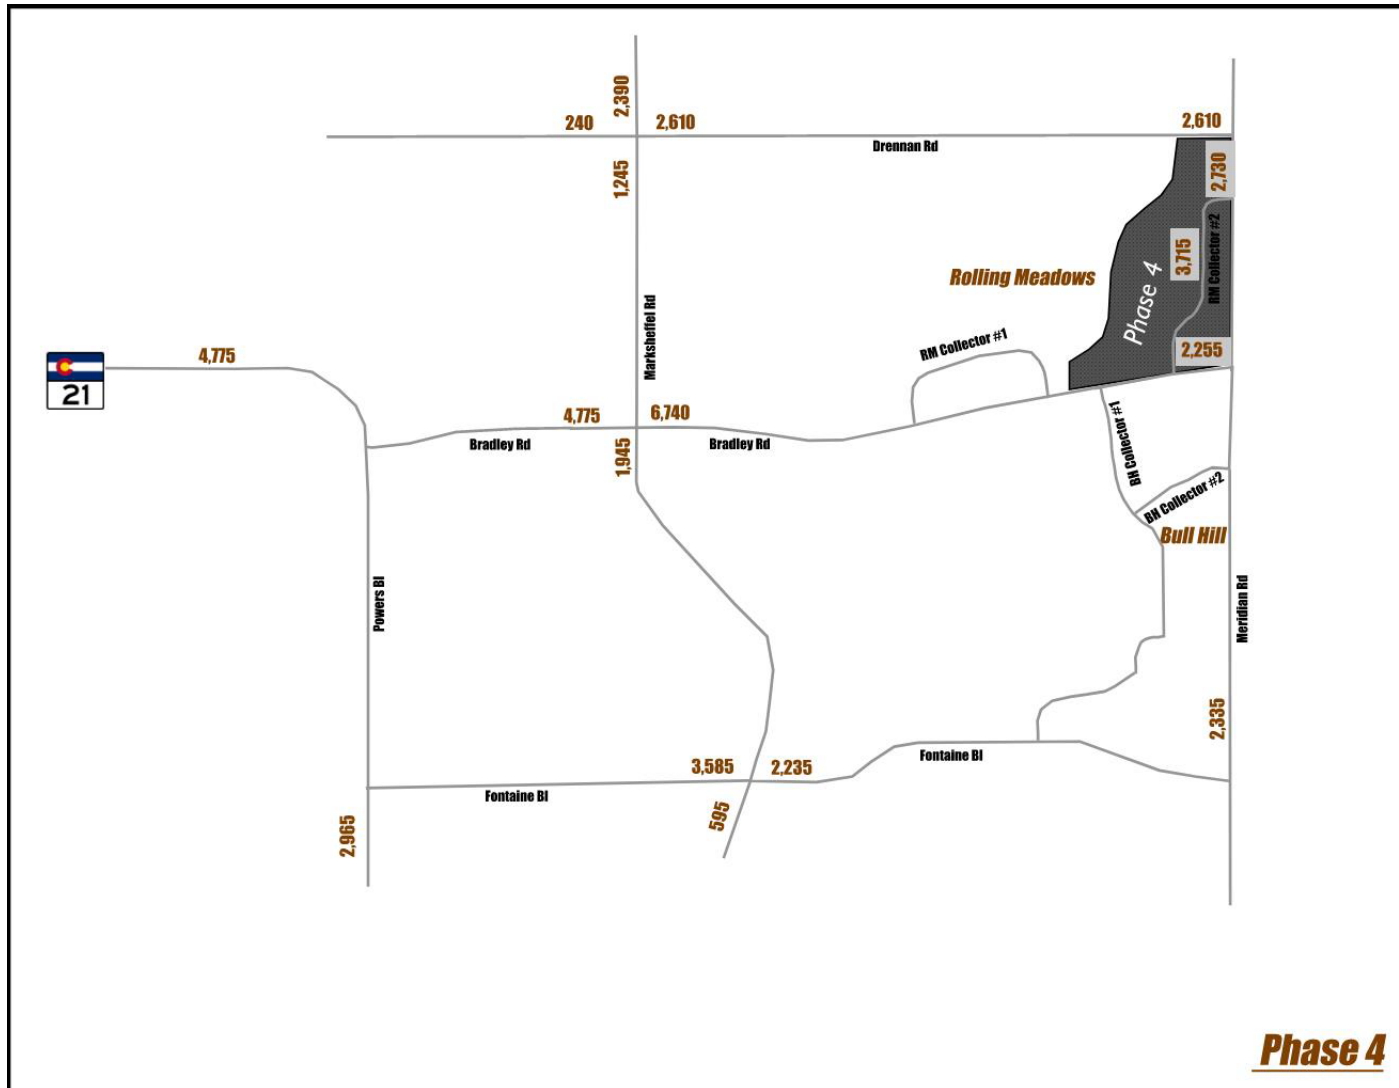 2,390
240
2,610
2,610
Drennan Rd
1,245
2,730
3,715
RM Collector #2
Rolling Meadows
Phase 4
Marksheffel Rd
RM Collector #1
2,255
21
4,775
4,775
6,740
Bradley Rd
Bradley Rd
1,945
BH Collector #1
BH Collector #2
Bull Hill
Powers Bl
Meridian Rd
2,335
3,585
2,235
Fontaine Bl
Fontaine Bl
595
2,965
Phase 4